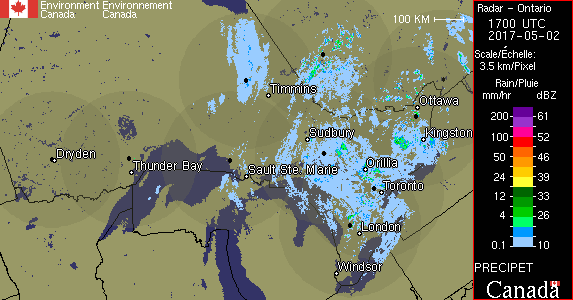 Environment Environnement
Canada Canada
100 KM
Timmins
Ottawa
Sudbury
Kingston
Dryden
Thunder Bay
Sault Ste. Marie
Orillia
Toronto
London
Windsor
Radar - Ontario
1700 UTC
2017-05-02
Scale/Échelle:
3.5 km/Pixel
Rain/Pluie
mm/hr dBZ
200 61
100 52
50 46
24 39
12 33
4 26
0.1 10
PRECIPET
Canada